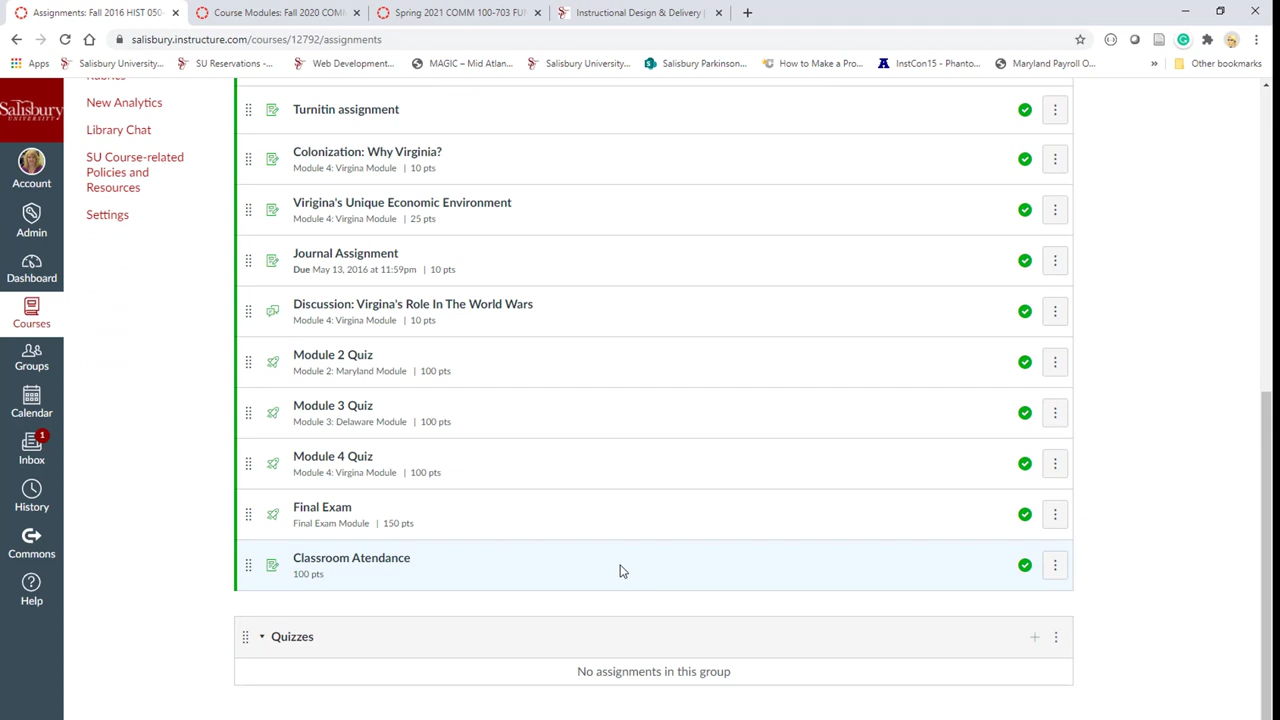 Assignments: Fall 2016 HIST 050-
Course Modules: Fall 2020 COMM
Spring 2021 COMM 100-703 FUN
Instructional Design & Delivery |
salisbury.instructure.com/courses/12792/assignments
Apps
Salisbury University...
SU Reservations -...
Web Development...
MAGIC – Mid Atlan...
Salisbury University...
Salisbury Parkinson...
How to Make a Pro...
InstCon15 - Phanto...
Maryland Payroll O...
»
Other bookmarks
Salisbury
UNIVERSITY
Account
Admin
Dashboard
Courses
Groups
Calendar
1
Inbox
History
Commons
Help
Rubrics
New Analytics
Library Chat
SU Course-related
Policies and
Resources
Settings
Turnitin assignment
Colonization: Why Virginia?
Module 4: Virgina Module | 10 pts
Virigina's Unique Economic Environment
Module 4: Virgina Module | 25 pts
Journal Assignment
Due May 13, 2016 at 11:59pm | 10 pts
Discussion: Virgina's Role In The World Wars
Module 4: Virgina Module | 10 pts
Module 2 Quiz
Module 2: Maryland Module | 100 pts
Module 3 Quiz
Module 3: Delaware Module | 100 pts
Module 4 Quiz
Module 4: Virgina Module | 100 pts
Final Exam
Final Exam Module | 150 pts
Classroom Atendance
100 pts
Quizzes
No assignments in this group